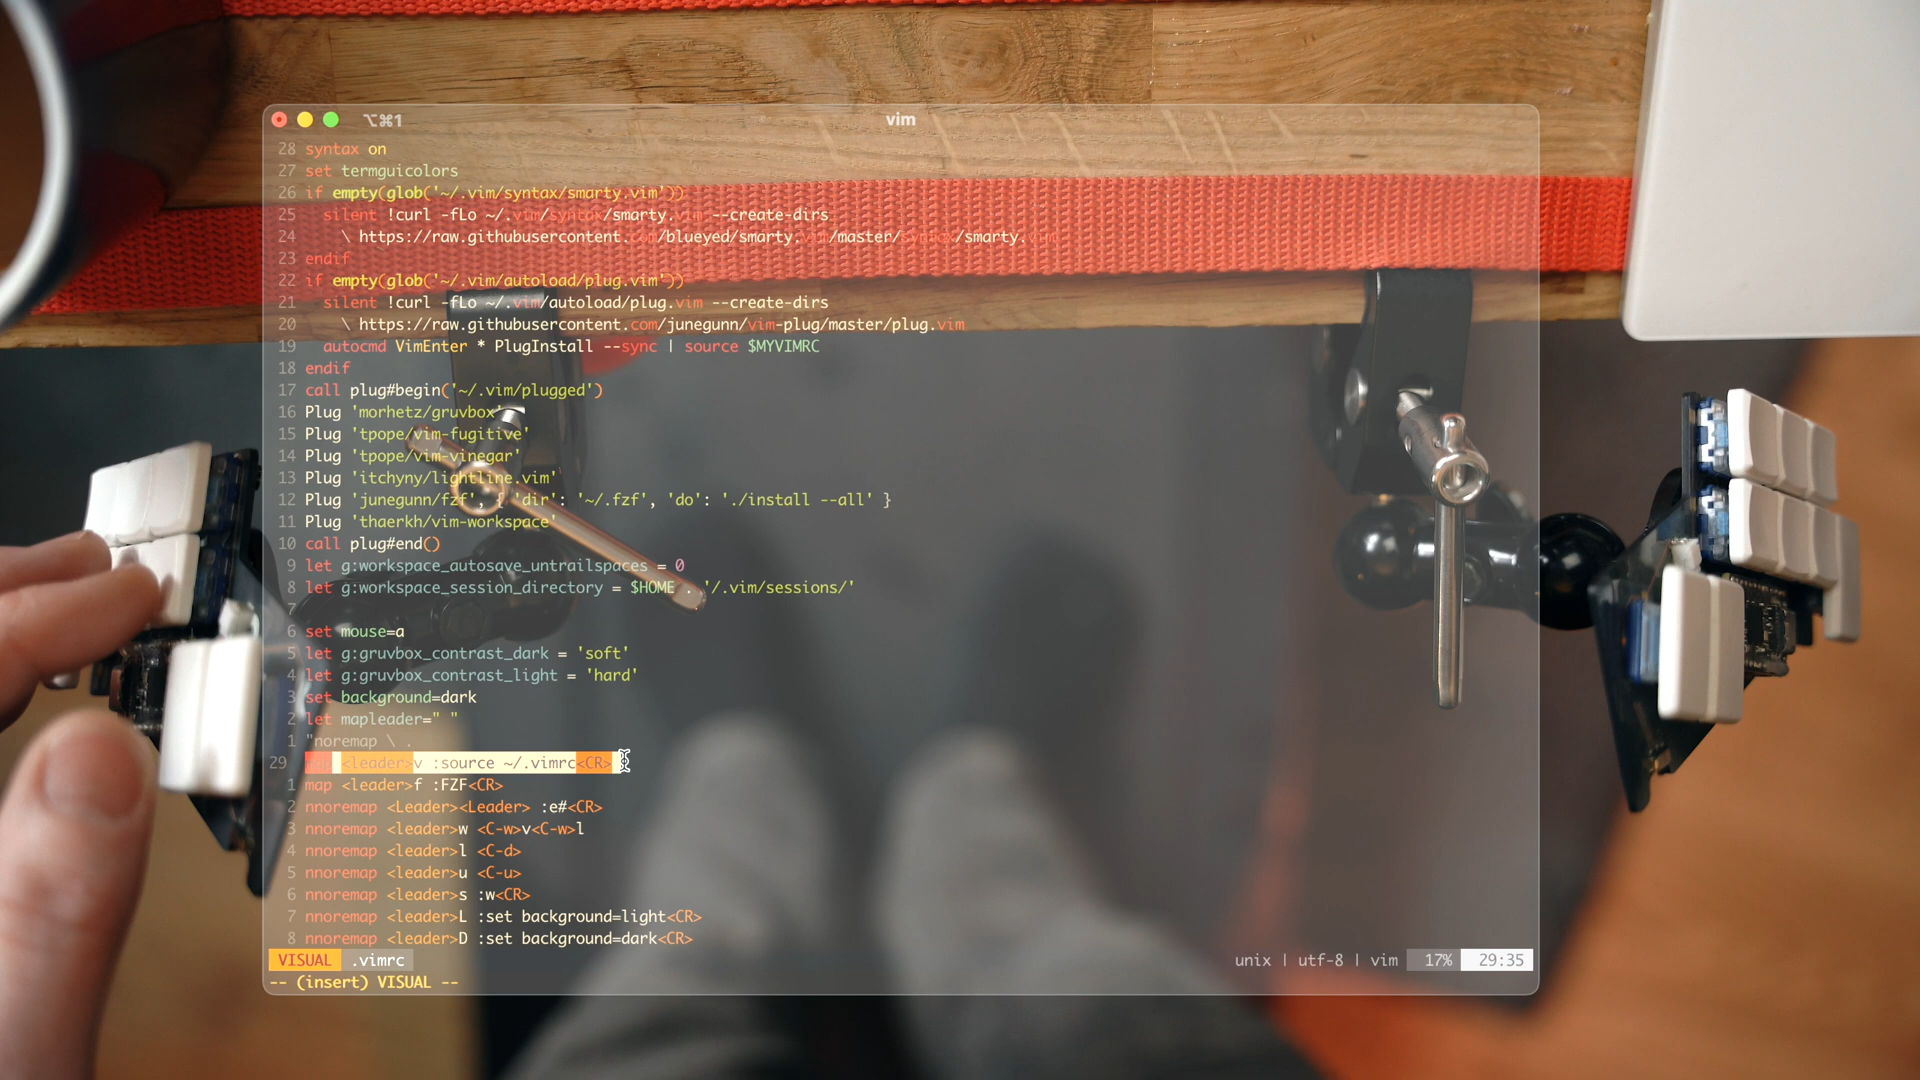 ⌥⌘1 vim
28 syntax on
27 set termguicolors
26 if empty(glob('~/.vim/syntax/smarty.vim'))
25 silent !curl -fLo ~/.vim/syntax/smarty.vim --create-dirs
24 \ https://raw.githubusercontent.com/blueyed/smarty.vim/master/syntax/smarty.vim
23 endif
22 if empty(glob('~/.vim/autoload/plug.vim'))
21 silent !curl -fLo ~/.vim/autoload/plug.vim --create-dirs
20 \ https://raw.githubusercontent.com/junegunn/vim-plug/master/plug.vim
19 autocmd VimEnter * PlugInstall --sync | source $MYVIMRC
18 endif
17 call plug#begin('~/.vim/plugged')
16 Plug 'morhetz/gruvbox'
15 Plug 'tpope/vim-fugitive'
14 Plug 'tpope/vim-vinegar'
13 Plug 'itchyny/lightline.vim'
12 Plug 'junegunn/fzf', { 'dir': '~/.fzf', 'do': './install --all' }
11 Plug 'thaerkh/vim-workspace'
10 call plug#end()
9 let g:workspace_autosave_untrailspaces = 0
8 let g:workspace_session_directory = $HOME . '/.vim/sessions/'
7
6 set mouse=a
5 let g:gruvbox_contrast_dark = 'soft'
4 let g:gruvbox_contrast_light = 'hard'
3 set background=dark
2 let mapleader=" "
1 "noremap \ .
29 map <leader>v :source ~/.vimrc<CR>
1 map <leader>f :FZF<CR>
2 nnoremap <Leader><Leader> :e#<CR>
3 nnoremap <leader>w <C-w>v<C-w>l
4 nnoremap <leader>l <C-d>
5 nnoremap <leader>u <C-u>
6 nnoremap <leader>s :w<CR>
7 nnoremap <leader>L :set background=light<CR>
8 nnoremap <leader>D :set background=dark<CR>
VISUAL .vimrc unix | utf-8 | vim 17% 29:35
-- (insert) VISUAL --